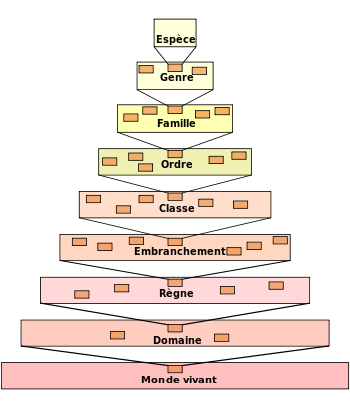 Espèce
Genre
Famille
Ordre
Classe
Embranchement
Règne
Domaine
Monde vivant